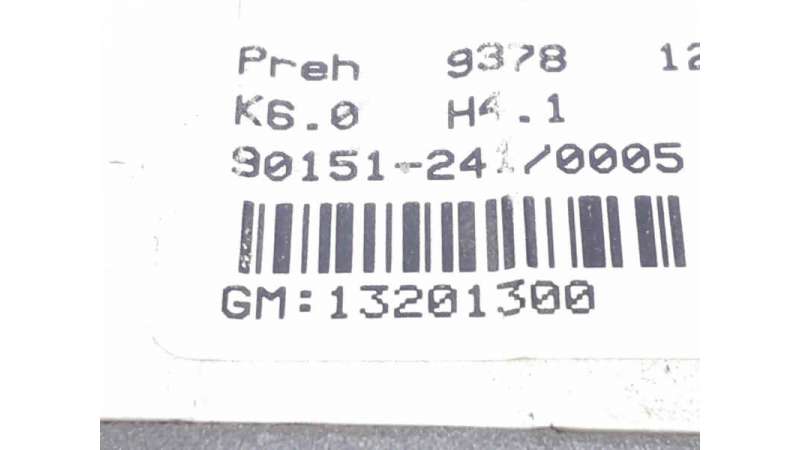 Preh 9378 12
K6.0 H4.1
90151-241/0005
GM:13201300